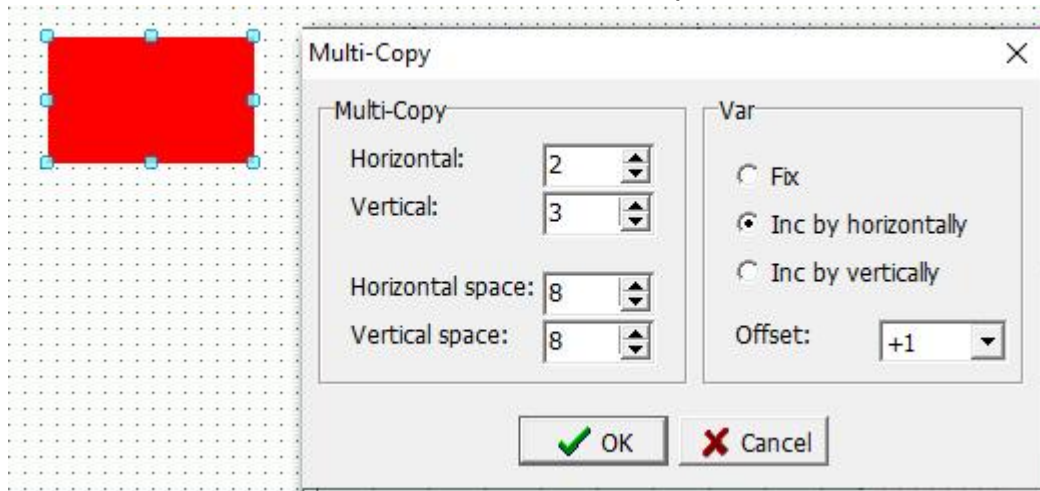 Multi-Copy
Multi-Copy
Horizontal: 2
Vertical: 3
Horizontal space: 8
Vertical space: 8
Var
Fix
Inc by horizontally
Inc by vertically
Offset: +1
OK
Cancel